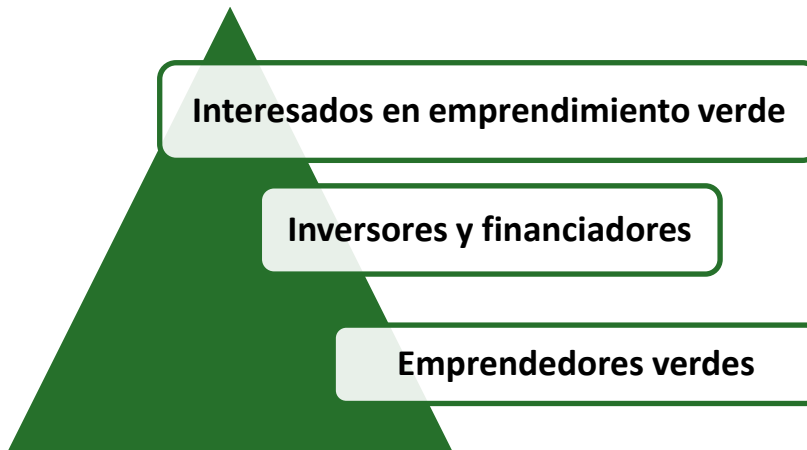 Interesados en emprendimiento verde
Inversores y financiadores
Emprendedores verdes